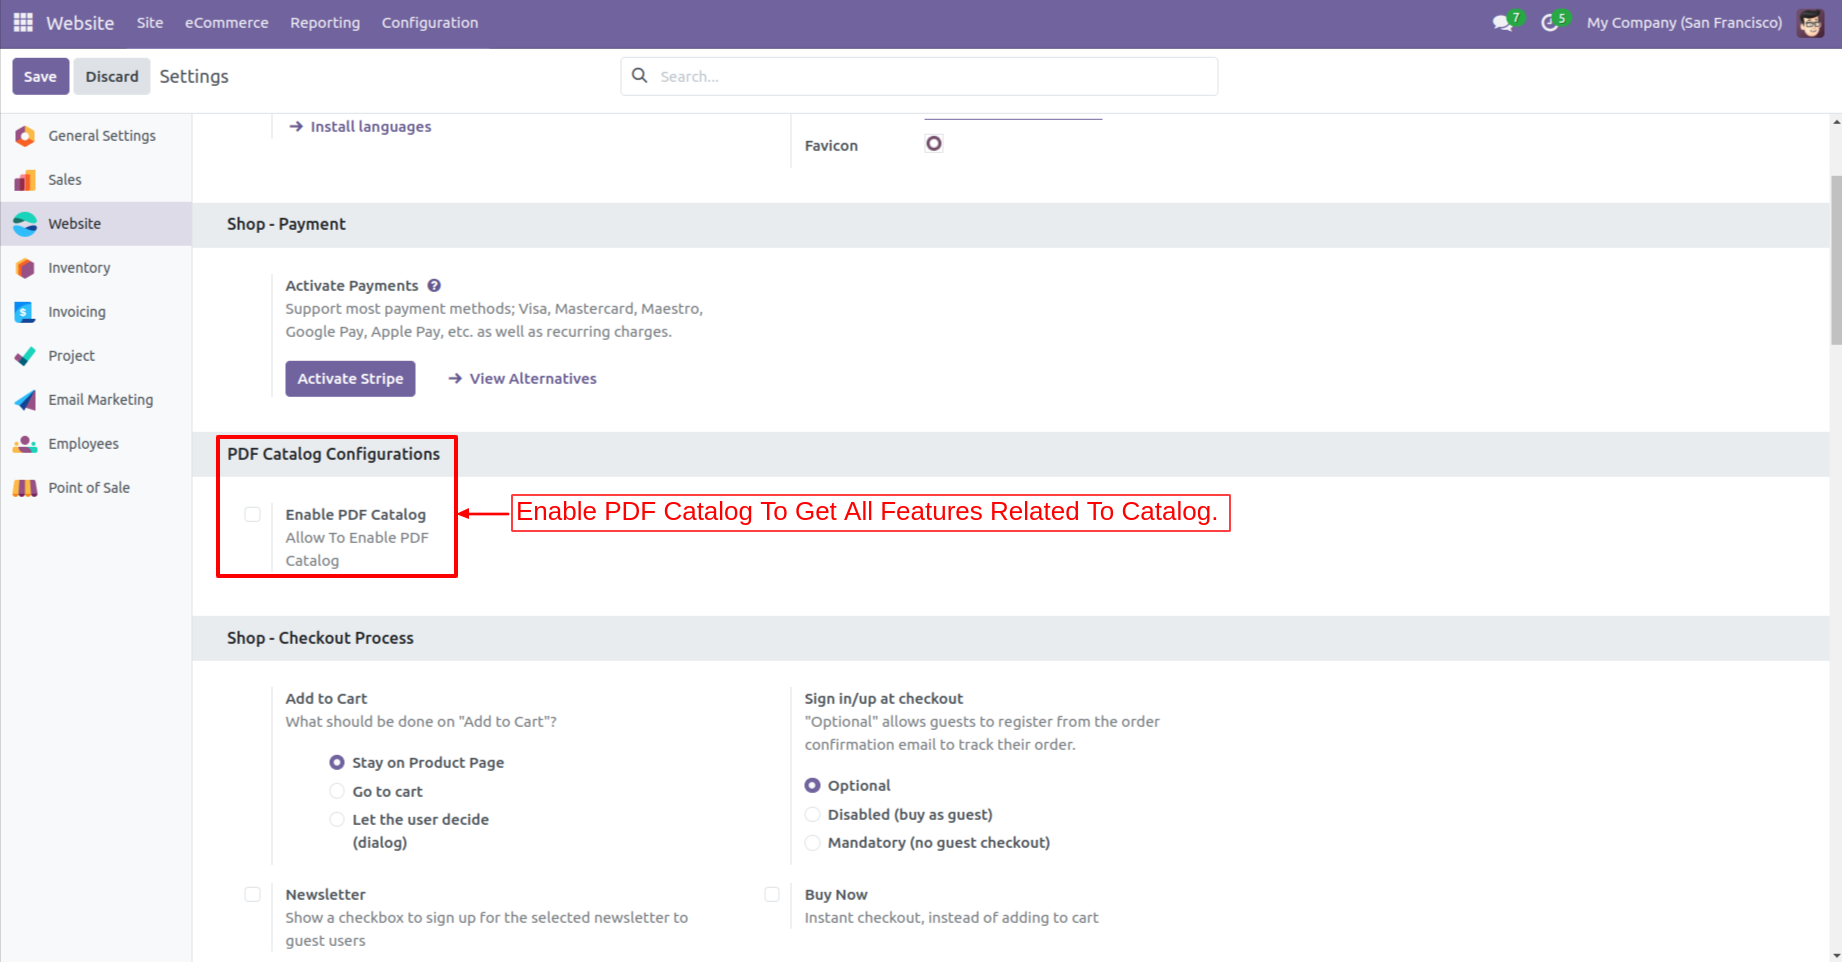 Website Site eCommerce Reporting Configuration 7 5 My Company (San Francisco)
Save Discard Settings Search...
General Settings
Sales
Website
Inventory
Invoicing
Project
Email Marketing
Employees
Point of Sale
→ Install languages
Favicon
Shop - Payment
Activate Payments ?
Support most payment methods; Visa, Mastercard, Maestro,
Google Pay, Apple Pay, etc. as well as recurring charges.
Activate Stripe → View Alternatives
PDF Catalog Configurations
Enable PDF Catalog
Allow To Enable PDF
Catalog
Enable PDF Catalog To Get All Features Related To Catalog.
Shop - Checkout Process
Add to Cart
What should be done on "Add to Cart"?
Stay on Product Page
Go to cart
Let the user decide
(dialog)
Sign in/up at checkout
"Optional" allows guests to register from the order
confirmation email to track their order.
Optional
Disabled (buy as guest)
Mandatory (no guest checkout)
Newsletter
Show a checkbox to sign up for the selected newsletter to
guest users
Buy Now
Instant checkout, instead of adding to cart